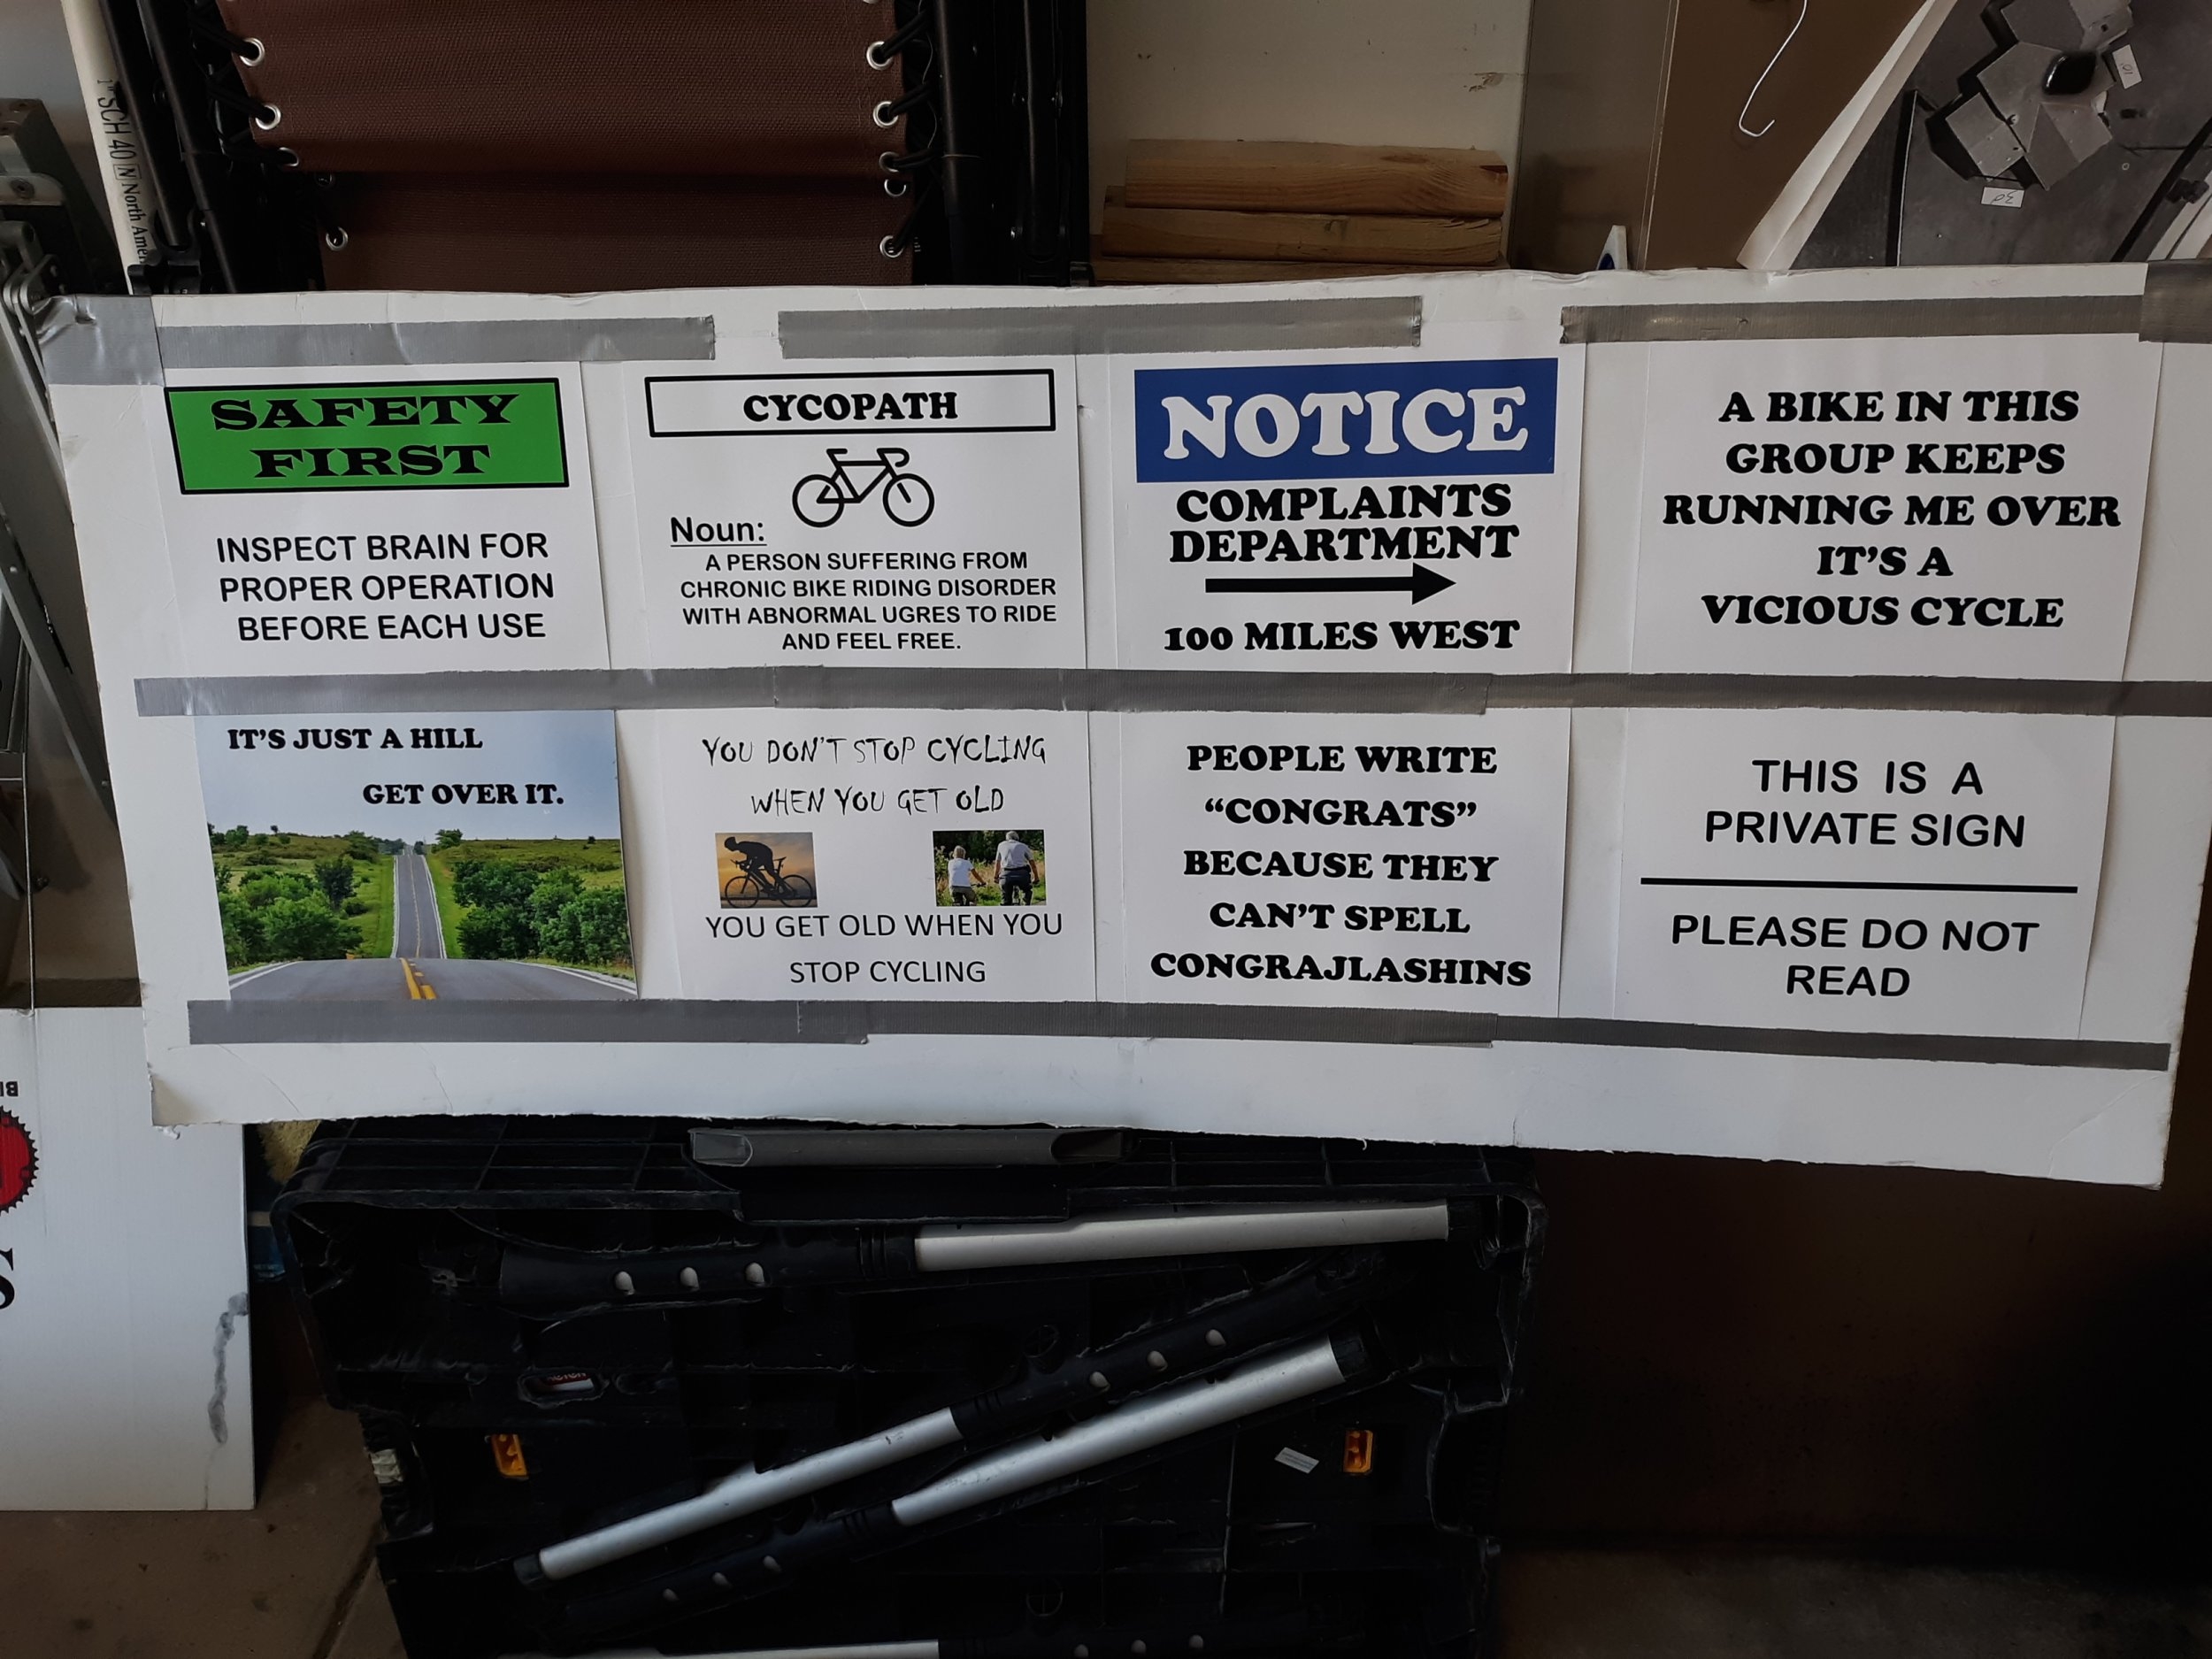 1" SCH 40 North Ame
SAFETY
FIRST
INSPECT BRAIN FOR
PROPER OPERATION
BEFORE EACH USE
CYCOPATH
Noun:
A PERSON SUFFERING FROM
CHRONIC BIKE RIDING DISORDER
WITH ABNORMAL UGRES TO RIDE
AND FEEL FREE.
NOTICE
COMPLAINTS
DEPARTMENT
100 MILES WEST
A BIKE IN THIS
GROUP KEEPS
RUNNING ME OVER
IT'S A
VICIOUS CYCLE
IT'S JUST A HILL
GET OVER IT.
YOU DON'T STOP CYCLING
WHEN YOU GET OLD
YOU GET OLD WHEN YOU
STOP CYCLING
PEOPLE WRITE
“CONGRATS”
BECAUSE THEY
CAN'T SPELL
CONGRAJLASHINS
THIS IS A
PRIVATE SIGN
PLEASE DO NOT
READ
S